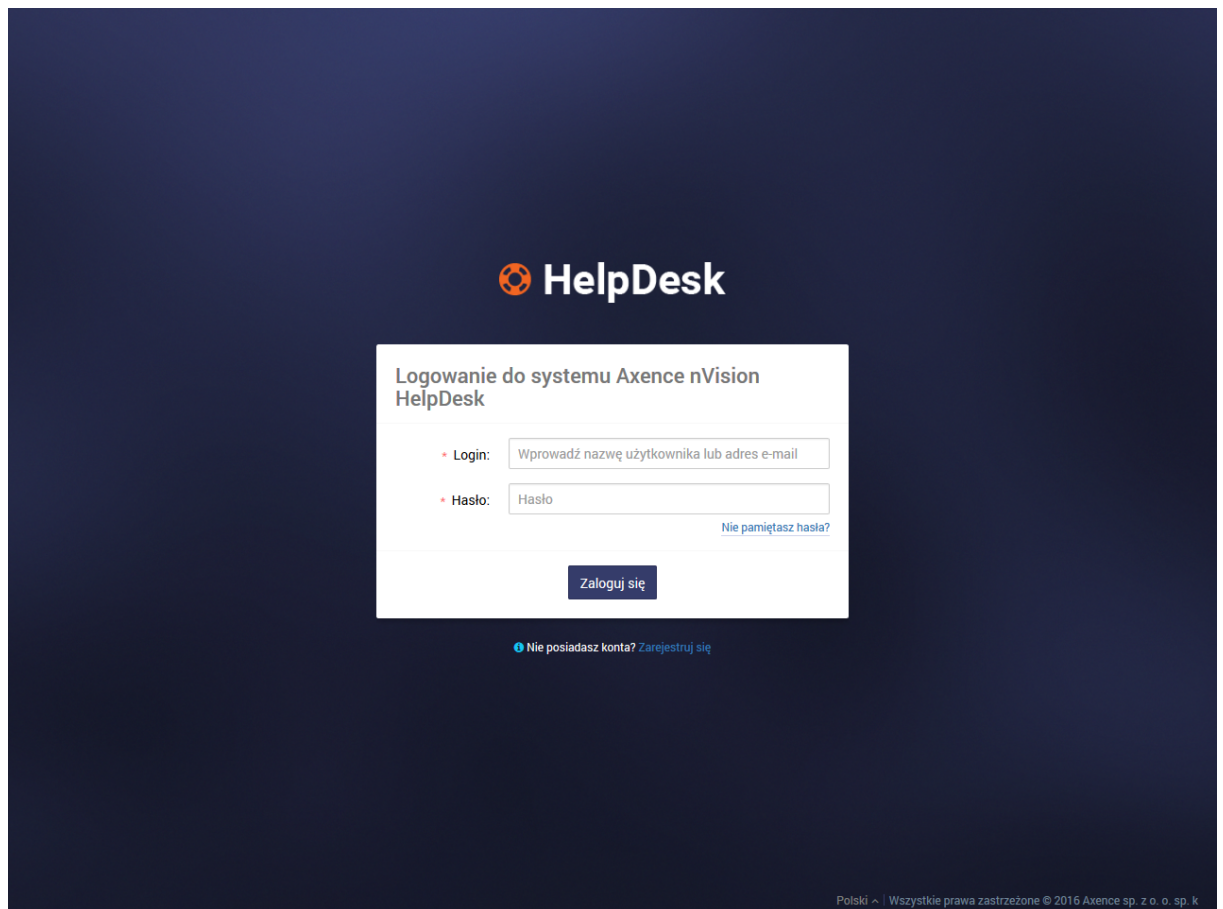 HelpDesk
Logowanie do systemu Axence nVision
HelpDesk
* Login: Wprowadź nazwę użytkownika lub adres e-mail
* Hasło: Hasło
Nie pamiętasz hasła?
Zaloguj się
Nie posiadasz konta? Zarejestruj się
Polski | Wszystkie prawa zastrzeżone © 2016 Axence sp. z o. o. sp. k